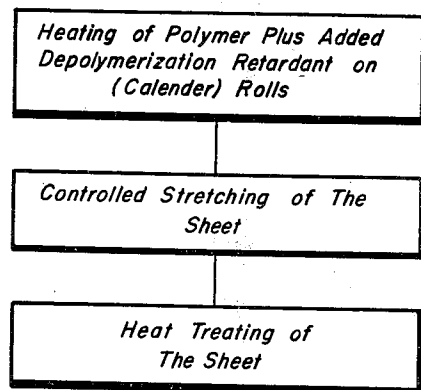 Heating of Polymer Plus Added
Depolymerization Retardant on
(Calender) Rolls
Controlled Stretching of The
Sheet
Heat Treating of
The Sheet